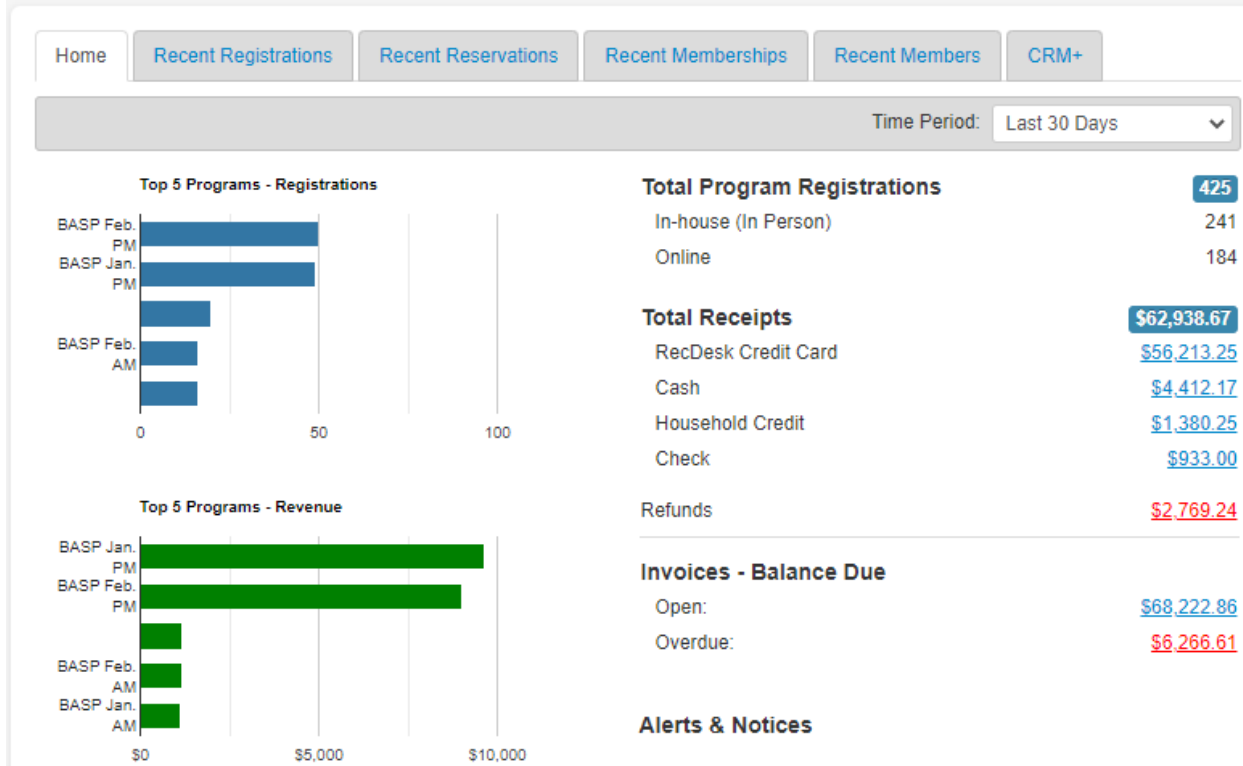 Home Recent Registrations Recent Reservations Recent Memberships Recent Members CRM+
Time Period: Last 30 Days
Top 5 Programs - Registrations
BASP Feb.
PM
BASP Jan.
PM
BASP Feb.
AM
0 50 100
Top 5 Programs - Revenue
BASP Jan.
PM
BASP Feb.
PM
BASP Feb.
AM
BASP Jan.
AM
$0 $5,000 $10,000
Total Program Registrations 425
In-house (In Person) 241
Online 184
Total Receipts $62,938.67
RecDesk Credit Card $56,213.25
Cash $4,412.17
Household Credit $1,380.25
Check $933.00
Refunds $2,769.24
Invoices - Balance Due
Open: $68,222.86
Overdue: $6,266.61
Alerts & Notices